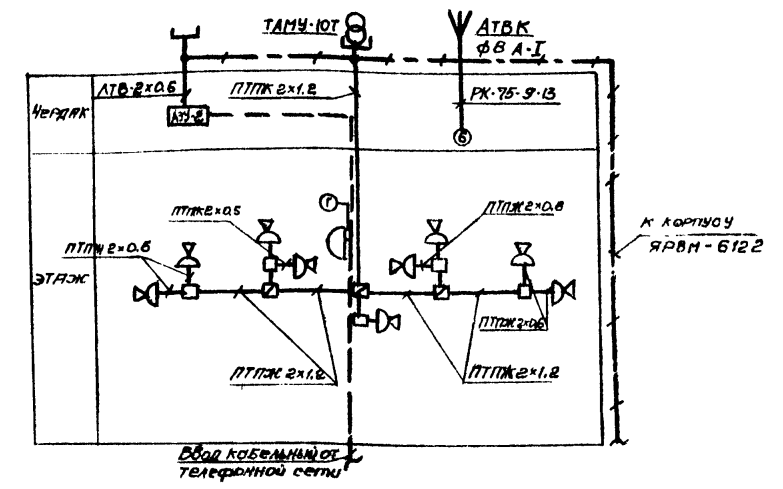 ТАМУ-10Т
АТВК
ФВ А-I
ЛТВ-2×0.6
ПТПЖ 2×1.2
РК-75-9-13
Чердак
АТУ-2
Б
Г
ПТПЖ 2×0.5
ПТПЖ 2×0.6
ПТПЖ 2×0.6
К КОРПУСУ
ЯРВМ-6122
ЭТАЖ
ПТПЖ 2×0.6
ПТПЖ 2×1.2
ПТПЖ 2×1.2
Ввод кабельный от
телефонной сети